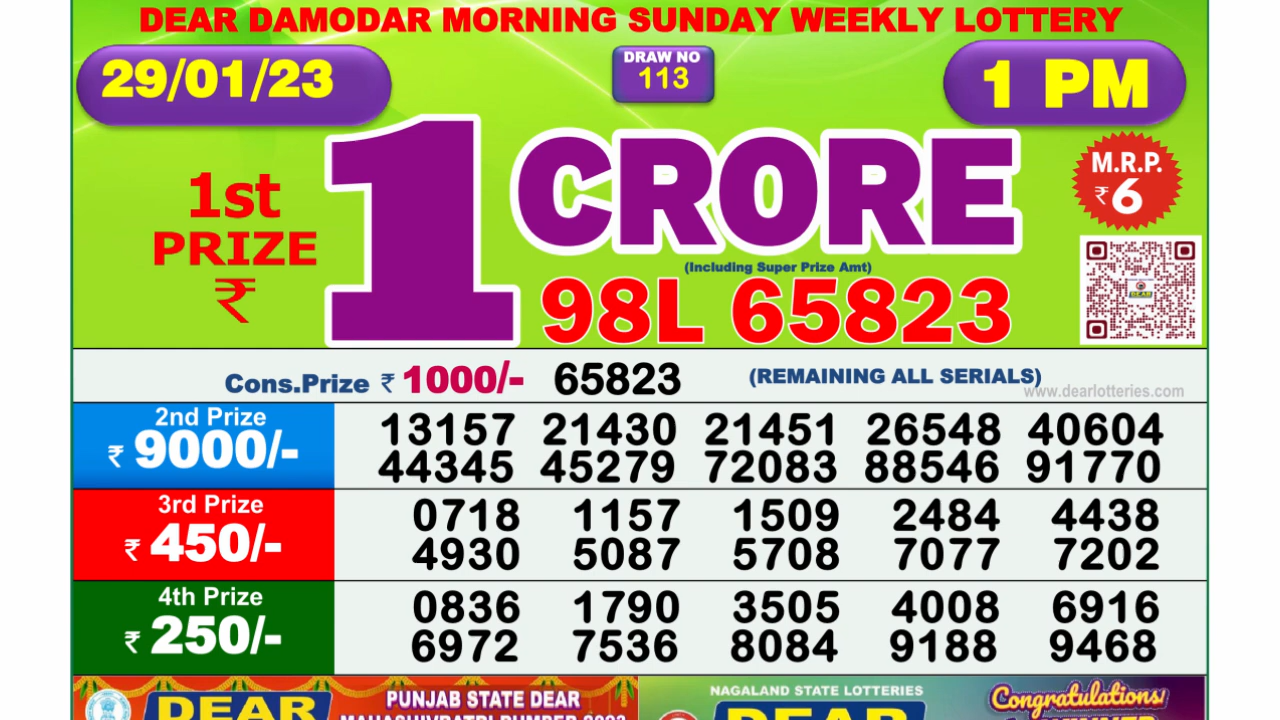 DEAR DAMODAR MORNING SUNDAY WEEKLY LOTTERY
29/01/23
DRAW NO
113
1 PM
1st
PRIZE
₹
1 CRORE
M.R.P.
₹ 6
(Including Super Prize Amt)
98L 65823
DEAR
Cons.Prize ₹ 1000/- 65823 (REMAINING ALL SERIALS)
www.dearlotteries.com
2nd Prize
₹ 9000/-
13157 21430 21451 26548 40604
44345 45279 72083 88546 91770
3rd Prize
₹ 450/-
0718 1157 1509 2484 4438
4930 5087 5708 7077 7202
4th Prize
₹ 250/-
0836 1790 3505 4008 6916
6972 7536 8084 9188 9468
DEAR
PUNJAB STATE DEAR
NAGALAND STATE LOTTERIES
DEAR
Congratulations!